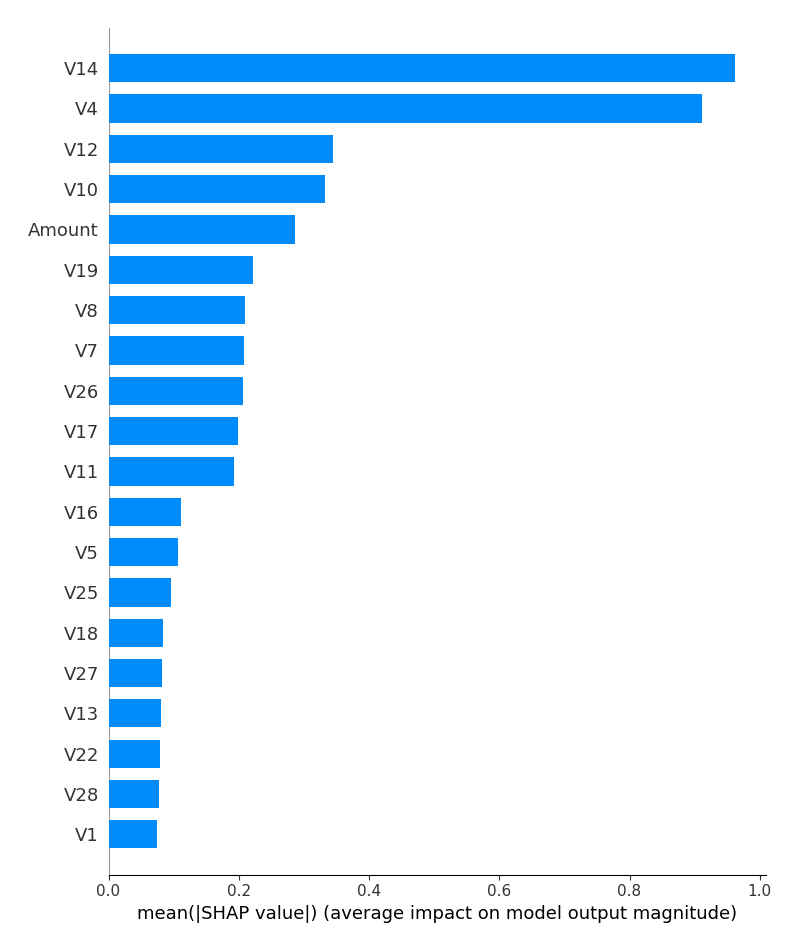 V14
V4
V12
V10
Amount
V19
V8
V7
V26
V17
V11
V16
V5
V25
V18
V27
V13
V22
V28
V1
0.0 0.2 0.4 0.6 0.8 1.0
mean(|SHAP value|) (average impact on model output magnitude)